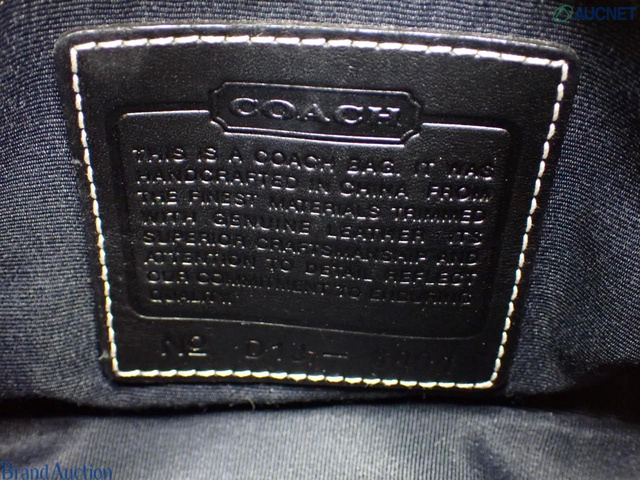 AUCNET
COACH
THIS IS A COACH BAG. IT WAS
HANDCRAFTED IN CHINA FROM
THE FINEST MATERIALS TRIMMED
WITH GENUINE LEATHER. ITS
SUPERIOR CRAFTSMANSHIP AND
ATTENTION TO DETAIL REFLECT
OUR COMMITMENT TO ENDURING
QUALITY.
Nº
Brand Auction